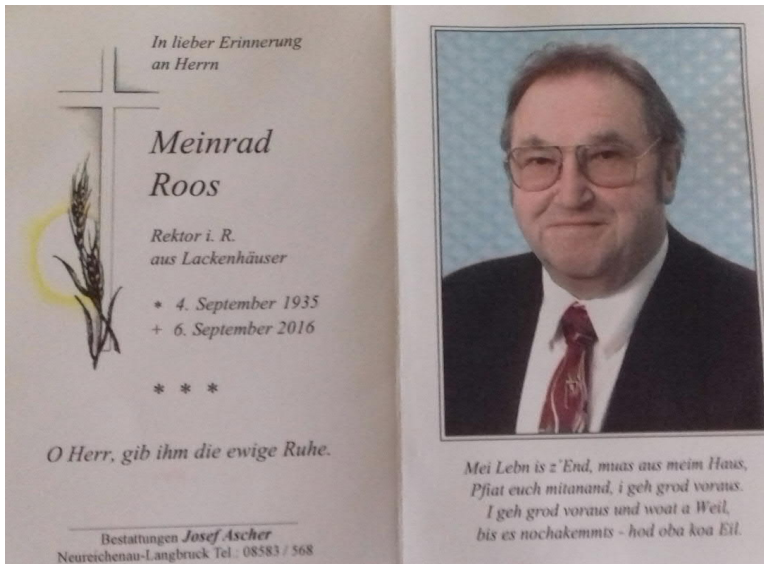 In lieber Erinnerung
an Herrn
Meinrad
Roos
Rektor i. R.
aus Lackenhäuser
* 4. September 1935
+ 6. September 2016
* * *
O Herr, gib ihm die ewige Ruhe.
Bestattungen Josef Ascher
Neureichenau-Langbruck Tel.: 08583 / 568
Mei Lebn is z'End, muas aus meim Haus,
Pfiat euch mitanand, i geh grod voraus.
I geh grod voraus und woat a Weil,
bis es nochakemmts - hod oba koa Eil.